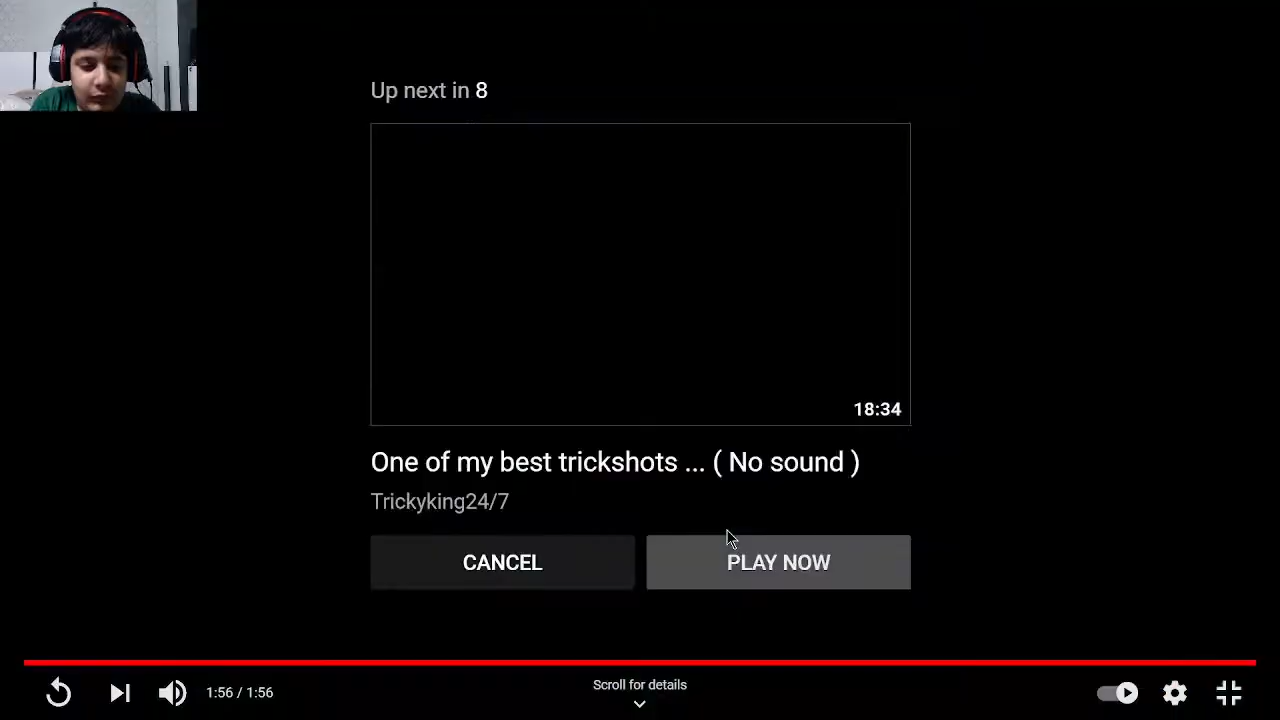 Up next in 8
18:34
One of my best trickshots ... ( No sound )
Trickyking24/7
CANCEL
PLAY NOW
1:56 / 1:56
Scroll for details